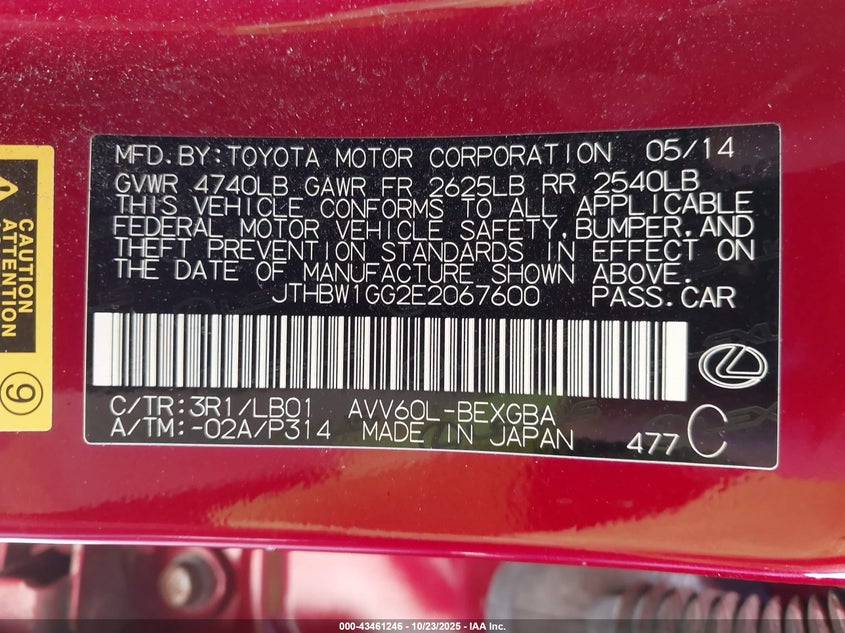 MFD.BY:TOYOTA MOTOR CORPORATION 05/14
GVWR 4740LB GAWR FR 2625LB RR 2540LB
THIS VEHICLE CONFORMS TO ALL APPLICABLE
FEDERAL MOTOR VEHICLE SAFETY,BUMPER,AND
THEFT PREVENTION STANDARDS IN EFFECT ON
THE DATE OF MANUFACTURE SHOWN ABOVE.
JTHBW1GG2E2067600 PASS.CAR
C/TR:3R1/LB01 AVV60L-BEXGBA
A/TM:-02A/P314 MADE IN JAPAN 477 C
CAUTION
ATTENTION
9
000-43461246 - 10/23/2025 - IAA Inc.